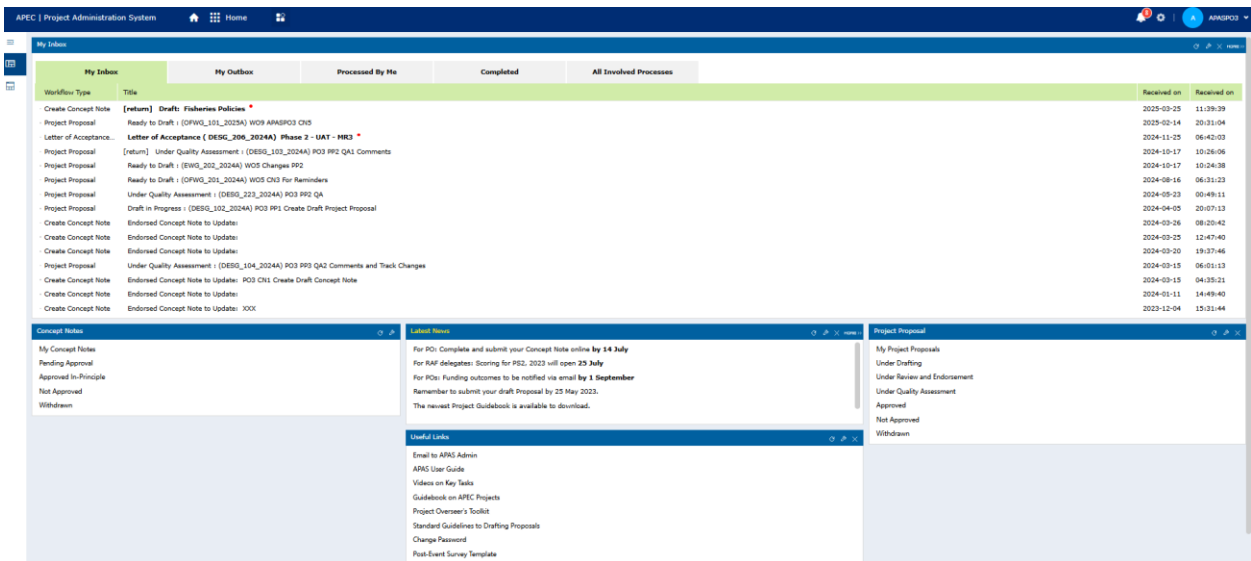 APEC | Project Administration System Home A APASPO3
My Inbox HOME
My Inbox My Outbox Processed By Me Completed All Involved Processes
Workflow Type Title Received on Received on
Create Concept Note [return] Draft: Fisheries Policies 2025-03-25 11:39:39
Project Proposal Ready to Draft : (OFWG_101_2025A) WO9 APASPO3 CN5 2025-02-14 20:31:04
Letter of Acceptance... Letter of Acceptance ( DESG_206_2024A) Phase 2 - UAT - MR3 2024-11-25 06:42:03
Project Proposal [return] Under Quality Assessment : (DESG_103_2024A) PO3 PP2 QA1 Comments 2024-10-17 10:26:06
Project Proposal Ready to Draft : (EWG_202_2024A) WO5 Changes PP2 2024-10-17 10:24:38
Project Proposal Ready to Draft : (OFWG_201_2024A) WO5 CN3 For Reminders 2024-08-16 06:31:23
Project Proposal Under Quality Assessment : (DESG_223_2024A) PO3 PP2 QA 2024-05-23 00:49:11
Project Proposal Draft in Progress : (DESG_102_2024A) PO3 PP1 Create Draft Project Proposal 2024-04-05 20:07:13
Create Concept Note Endorsed Concept Note to Update: 2024-03-26 08:20:42
Create Concept Note Endorsed Concept Note to Update: 2024-03-25 12:47:40
Create Concept Note Endorsed Concept Note to Update: 2024-03-20 19:37:46
Project Proposal Under Quality Assessment : (DESG_104_2024A) PO3 PP3 QA2 Comments and Track Changes 2024-03-15 06:01:13
Create Concept Note Endorsed Concept Note to Update: PO3 CN1 Create Draft Concept Note 2024-03-15 04:35:21
Create Concept Note Endorsed Concept Note to Update: 2024-01-11 14:49:40
Create Concept Note Endorsed Concept Note to Update: XXX 2023-12-04 15:31:44
Concept Notes
My Concept Notes
Pending Approval
Approved In-Principle
Not Approved
Withdrawn
Latest News HOME
For PO: Complete and submit your Concept Note online by 14 July
For RAF delegates: Scoring for PS2, 2023 will open 25 July
For POs: Funding outcomes to be notified via email by 1 September
Remember to submit your draft Proposal by 25 May 2023.
The newest Project Guidebook is available to download.
Project Proposal
My Project Proposals
Under Drafting
Under Review and Endorsement
Under Quality Assessment
Approved
Not Approved
Withdrawn
Useful Links
Email to APAS Admin
APAS User Guide
Videos on Key Tasks
Guidebook on APEC Projects
Project Overseer's Toolkit
Standard Guidelines to Drafting Proposals
Change Password
Post-Event Survey Template